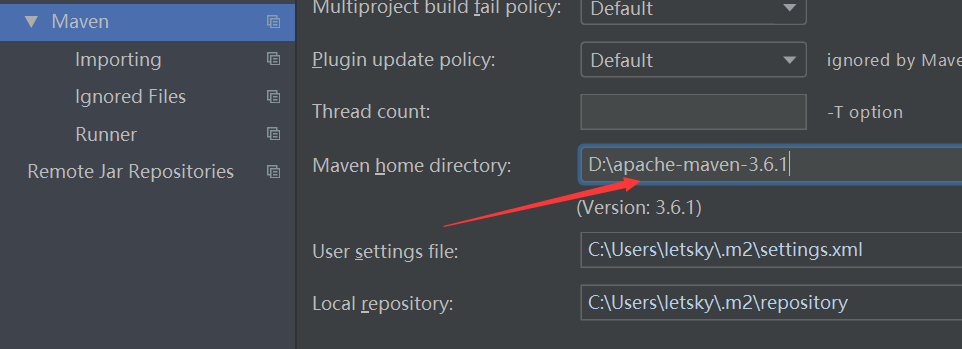 Maven
Importing
Ignored Files
Runner
Remote Jar Repositories
Multiproject build fail policy: Default
Plugin update policy: Default ignored by Mave
Thread count: -T option
Maven home directory: D:\apache-maven-3.6.1
(Version: 3.6.1)
User settings file: C:\Users\letsky\.m2\settings.xml
Local repository: C:\Users\letsky\.m2\repository